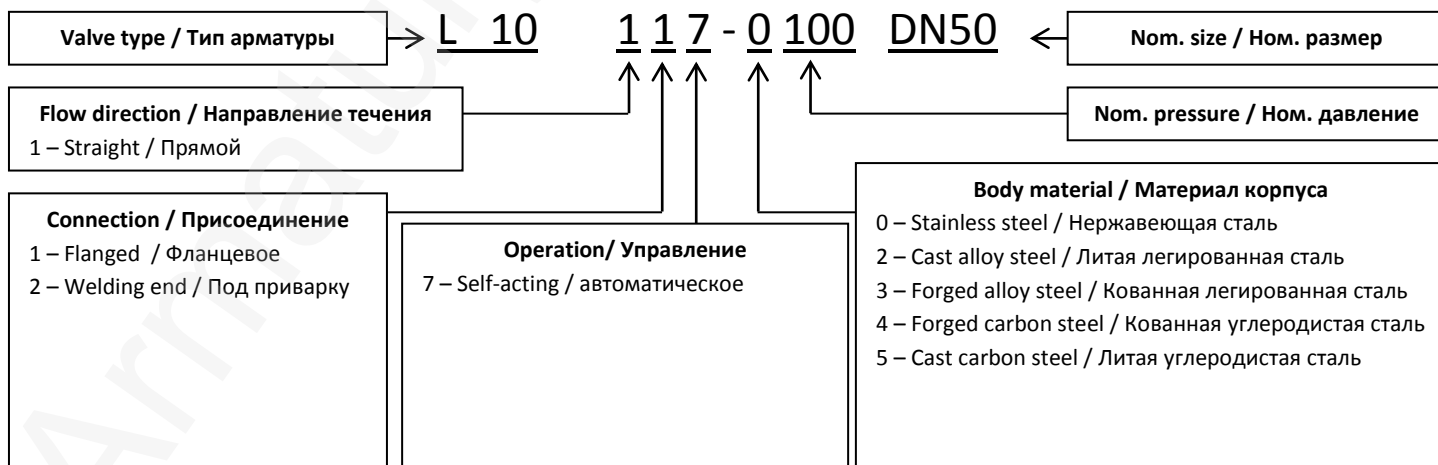 Valve type / Тип арматуры
L 10 1 1 7 - 0 100 DN50
Nom. size / Ном. размер
Flow direction / Направление течения
1 – Straight / Прямой
Nom. pressure / Ном. давление
Connection / Присоединение
1 – Flanged / Фланцевое
2 – Welding end / Под приварку
Operation/ Управление
7 – Self-acting / автоматическое
Body material / Материал корпуса
0 – Stainless steel / Нержавеющая сталь
2 – Cast alloy steel / Литая легированная сталь
3 – Forged alloy steel / Кованная легированная сталь
4 – Forged carbon steel / Кованная углеродистая сталь
5 – Cast carbon steel / Литая углеродистая сталь